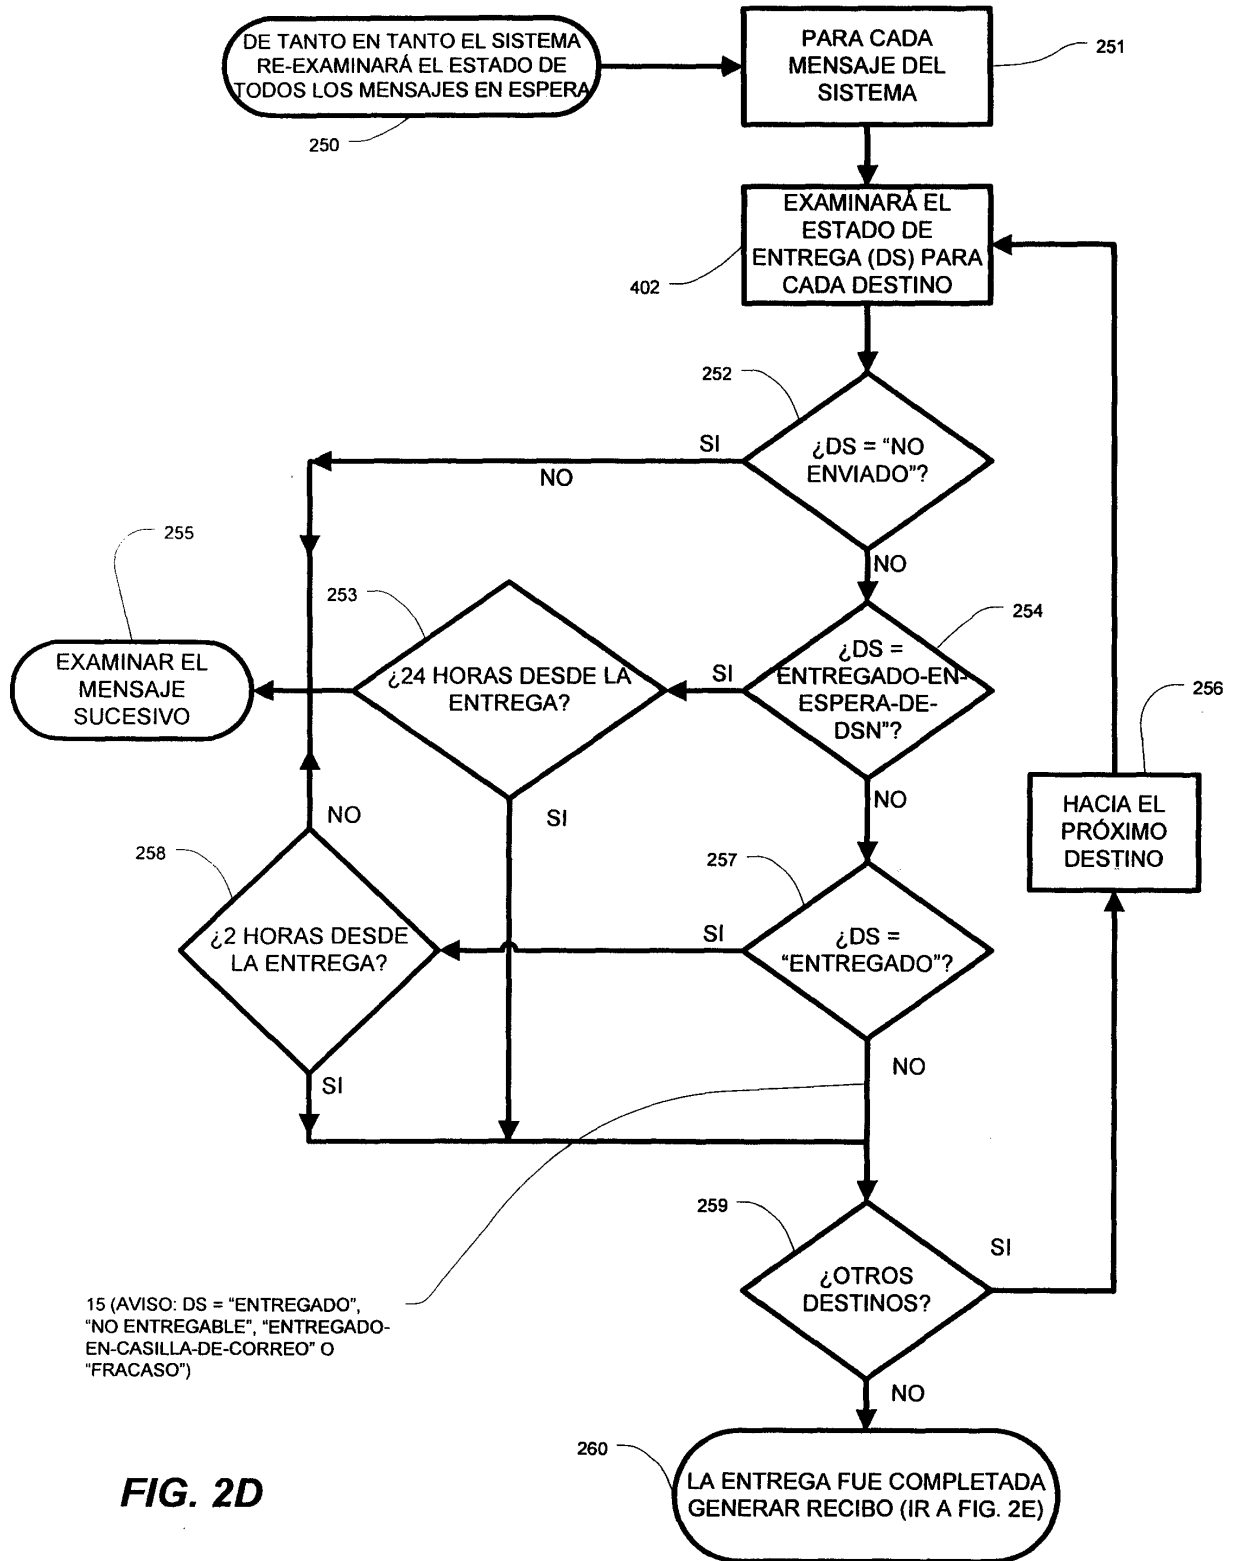 DE TANTO EN TANTO EL SISTEMA
RE-EXAMINARÁ EL ESTADO DE
TODOS LOS MENSAJES EN ESPERA
250
PARA CADA
MENSAJE DEL
SISTEMA
251
EXAMINARÁ EL
ESTADO DE
ENTREGA (DS) PARA
CADA DESTINO
402
252
¿DS = “NO
ENVIADO”?
SI
NO
NO
255
EXAMINAR EL
MENSAJE
SUCESIVO
253
¿24 HORAS DESDE LA
ENTREGA?
SI
254
¿DS =
ENTREGADO-EN-
ESPERA-DE-
DSN”?
256
HACIA EL
PRÓXIMO
DESTINO
NO
SI
NO
258
¿2 HORAS DESDE
LA ENTREGA?
257
¿DS =
“ENTREGADO”?
SI
SI
NO
259
¿OTROS
DESTINOS?
SI
15 (AVISO: DS = “ENTREGADO”,
“NO ENTREGABLE”, “ENTREGADO-
EN-CASILLA-DE-CORREO” O
“FRACASO”)
NO
260
LA ENTREGA FUE COMPLETADA
GENERAR RECIBO (IR A FIG. 2E)
FIG. 2D